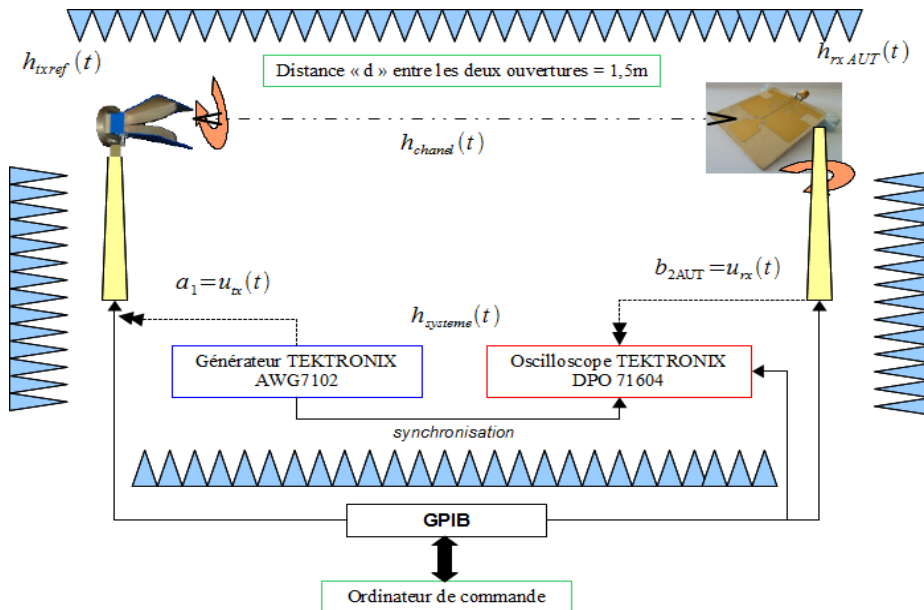 h_txref(t)
h_rx AUT(t)
Distance « d » entre les deux ouvertures = 1,5m
h_chanel(t)
a_1=u_tx(t)
b_2AUT=u_rx(t)
h_systeme(t)
Générateur TEKTRONIX
AWG7102
Oscilloscope TEKTRONIX
DPO 71604
synchronisation
GPIB
Ordinateur de commande